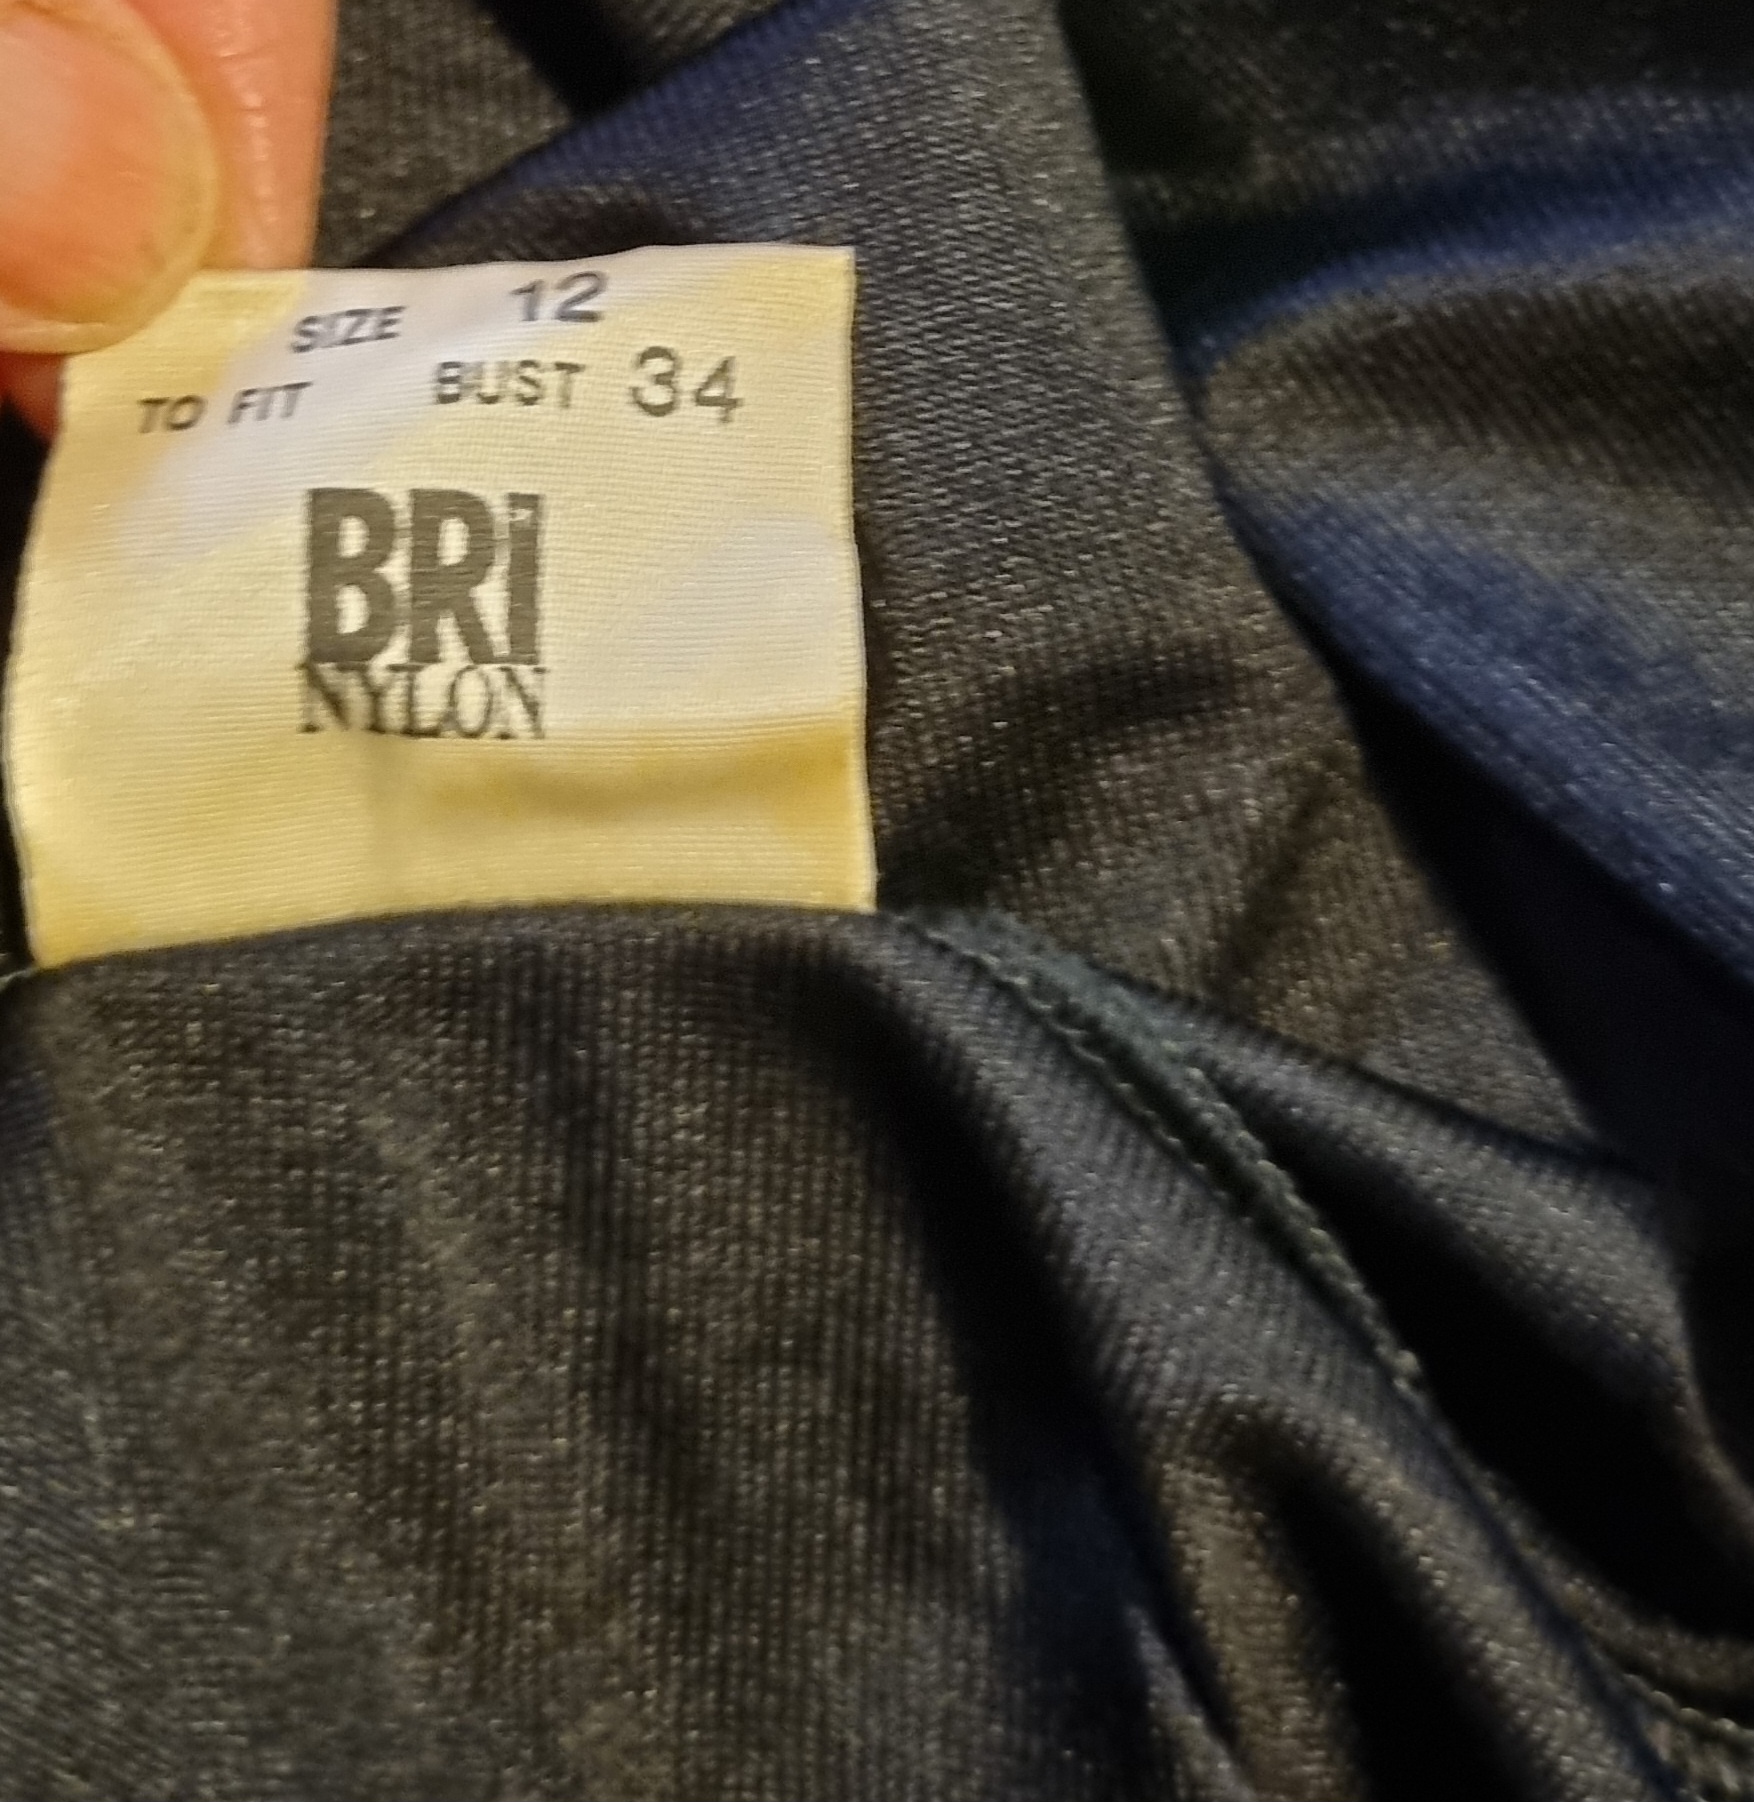 SIZE 12
TO FIT BUST 34
BRI
NYLON